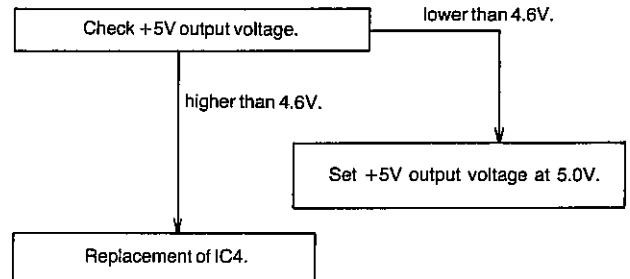 Check +5V output voltage.
lower than 4.6V.
higher than 4.6V.
Set +5V output voltage at 5.0V.
Replacement of IC4.